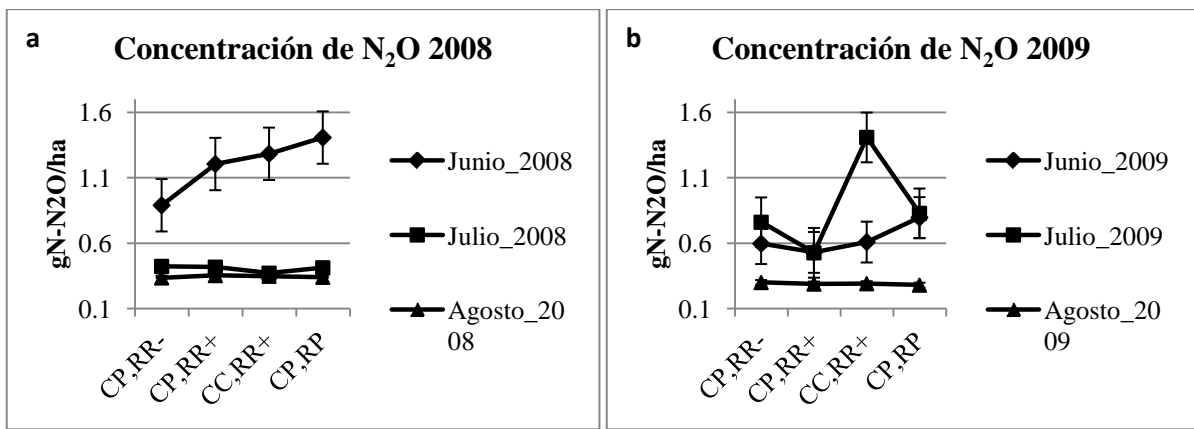 a
Concentración de N₂O 2008
gN-N2O/ha
1.6
1.1
0.6
0.1
CP,RR-
CP,RR+
CC,RR+
CP,RP
Junio_2008
Julio_2008
Agosto_20
08
b
Concentración de N₂O 2009
gN-N2O/ha
1.6
1.1
0.6
0.1
CP,RR-
CP,RR+
CC,RR+
CP,RP
Junio_2009
Julio_2009
Agosto_20
09